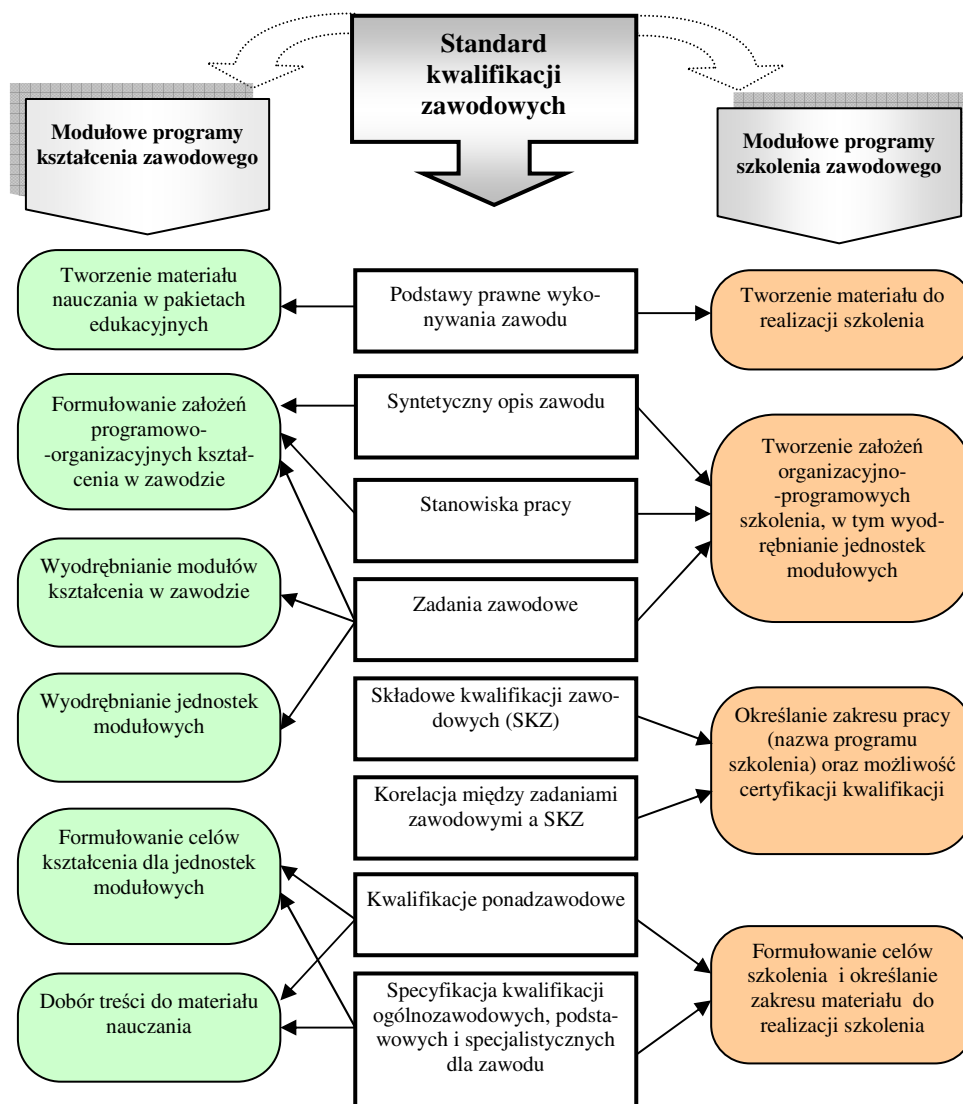 Standard
kwalifikacji
zawodowych
Modułowe programy
kształcenia zawodowego
Modułowe programy
szkolenia zawodowego
Tworzenie materiału
nauczania w pakietach
edukacyjnych
Podstawy prawne wyko-
nywania zawodu
Tworzenie materiału do
realizacji szkolenia
Formułowanie założeń
programowo-
-organizacyjnych kształ-
cenia w zawodzie
Syntetyczny opis zawodu
Stanowiska pracy
Tworzenie założeń
organizacyjno-
-programowych
szkolenia, w tym wyod-
rębnianie jednostek
modułowych
Wyodrębnianie modułów
kształcenia w zawodzie
Zadania zawodowe
Wyodrębnianie jednostek
modułowych
Składowe kwalifikacji zawo-
dowych (SKZ)
Określanie zakresu pracy
(nazwa programu
szkolenia) oraz możliwość
certyfikacji kwalifikacji
Korelacja między zadaniami
zawodowymi a SKZ
Formułowanie celów
kształcenia dla jednostek
modułowych
Kwalifikacje ponadzawodowe
Formułowanie celów
szkolenia i określanie
zakresu materiału do
realizacji szkolenia
Dobór treści do materiału
nauczania
Specyfikacja kwalifikacji
ogólnozawodowych, podsta-
wowych i specjalistycznych
dla zawodu